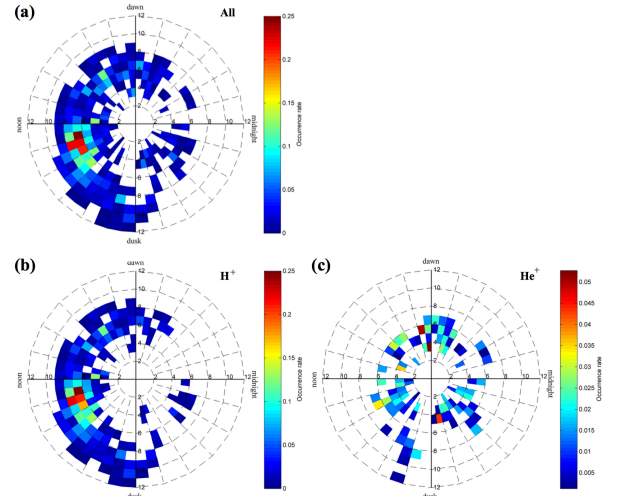 (a)
dawn
All
12
10
8
6
4
2
noon
12 10 8 6 4 2
2 4 6 8 10 12
midnight
2
4
6
8
10
12
dusk
0.25
0.2
0.15
0.1
0.05
0
Occurrence rate
(b)
dawn
H+
12
10
8
6
4
2
noon
12 10 8 6 4 2
2 4 6 8 10 12
midnight
2
4
6
8
10
12
dusk
0.25
0.2
0.15
0.1
0.05
0
Occurrence rate
(c)
dawn
He+
12
10
8
6
4
2
noon
12 10 8 6 4 2
2 4 6 8 10 12
midnight
2
4
6
8
10
12
dusk
0.05
0.045
0.04
0.035
0.03
0.025
0.02
0.015
0.01
0.005
Occurrence rate